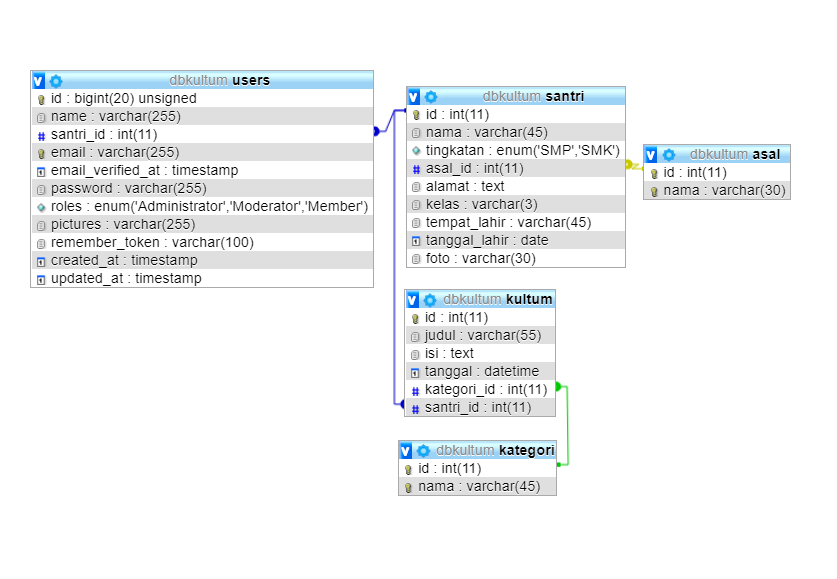 dbkultum users
id : bigint(20) unsigned
name : varchar(255)
santri_id : int(11)
email : varchar(255)
email_verified_at : timestamp
password : varchar(255)
roles : enum('Administrator','Moderator','Member')
pictures : varchar(255)
remember_token : varchar(100)
created_at : timestamp
updated_at : timestamp
dbkultum santri
id : int(11)
nama : varchar(45)
tingkatan : enum('SMP','SMK')
asal_id : int(11)
alamat : text
kelas : varchar(3)
tempat_lahir : varchar(45)
tanggal_lahir : date
foto : varchar(30)
dbkultum asal
id : int(11)
nama : varchar(30)
dbkultum kultum
id : int(11)
judul : varchar(55)
isi : text
tanggal : datetime
kategori_id : int(11)
santri_id : int(11)
dbkultum kategori
id : int(11)
nama : varchar(45)